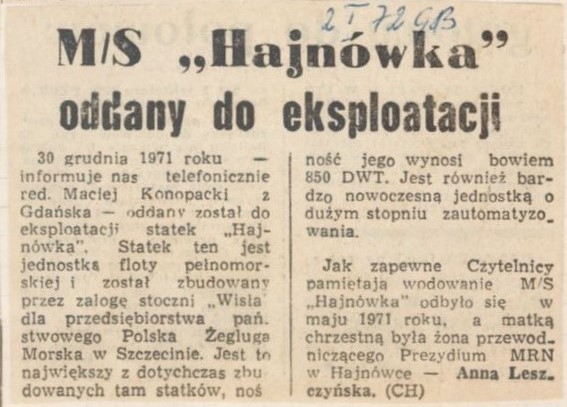 2 I 72 GB
M/S „Hajnówka”
oddany do eksploatacji
30 grudnia 1971 roku —
informuje nas telefonicznie
red. Maciej Konopacki z
Gdańska — oddany został do
eksploatacji statek „Haj-
nówka". Statek ten jest
jednostką floty pełnomor-
skiej i został zbudowany
przez załogę stoczni „Wisła"
dla przedsiębiorstwa pań.
stwowego Polska Żegluga
Morska w Szczecinie. Jest to
największy z dotychczas zbu
dowanych tam statków, noś
ność jego wynosi bowiem
850 DWT. Jest również bar-
dzo nowoczesną jednostką o
dużym stopniu zautomatyzo_
wania.
Jak zapewne Czytelnicy
pamiętaja wodowanie M/S
„Hajnówka" odbyło się w
maju 1971 roku, a matką
chrzestną była żona przewod_
niczącego Prezydium MRN
w Hajnówce — Anna Lesz_
czyńska. (CH)